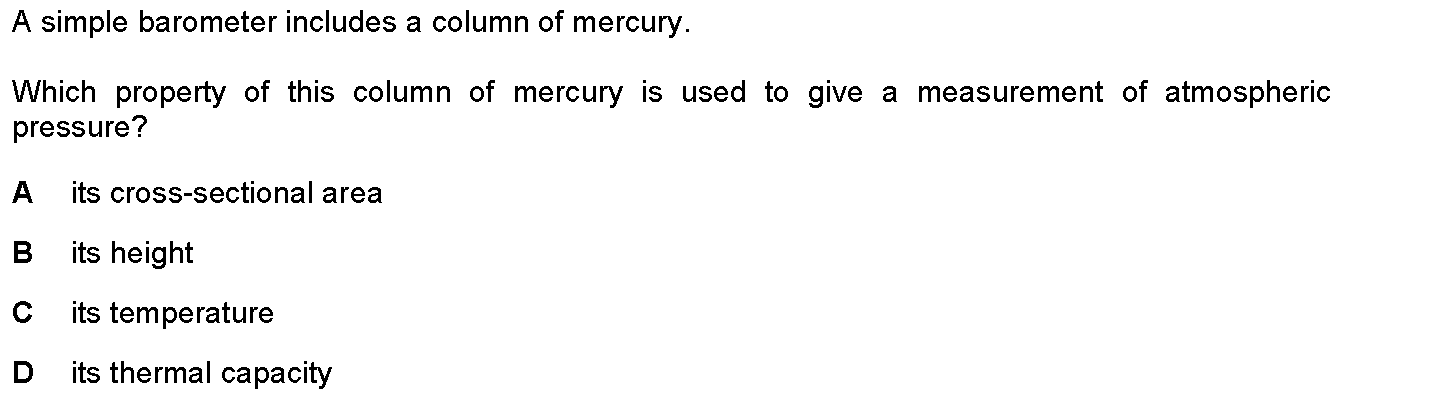 A simple barometer includes a column of mercury.
Which property of this column of mercury is used to give a measurement of atmospheric
pressure?
A its cross-sectional area
B its height
C its temperature
D its thermal capacity